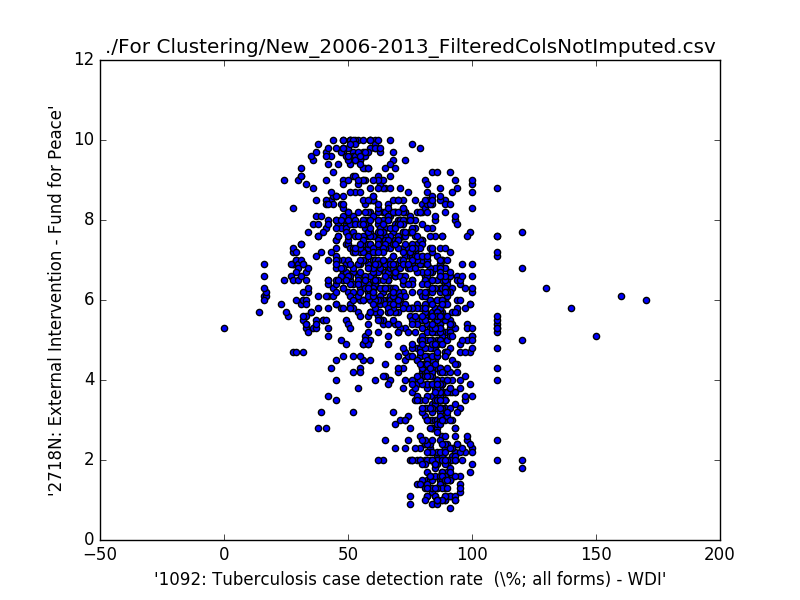 ./For Clustering/New_2006-2013_FilteredColsNotImputed.csv
12
10
8
6
4
2
0
'2718N: External Intervention - Fund for Peace'
−50 0 50 100 150 200
'1092: Tuberculosis case detection rate  (\%; all forms) - WDI'